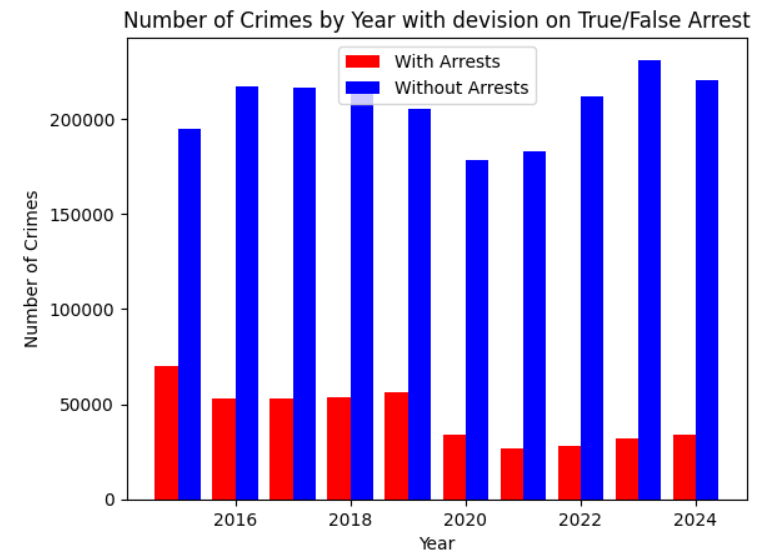 Number of Crimes by Year with devision on True/False Arrest
With Arrests
Without Arrests
Number of Crimes
200000
150000
100000
50000
0
2016 2018 2020 2022 2024
Year